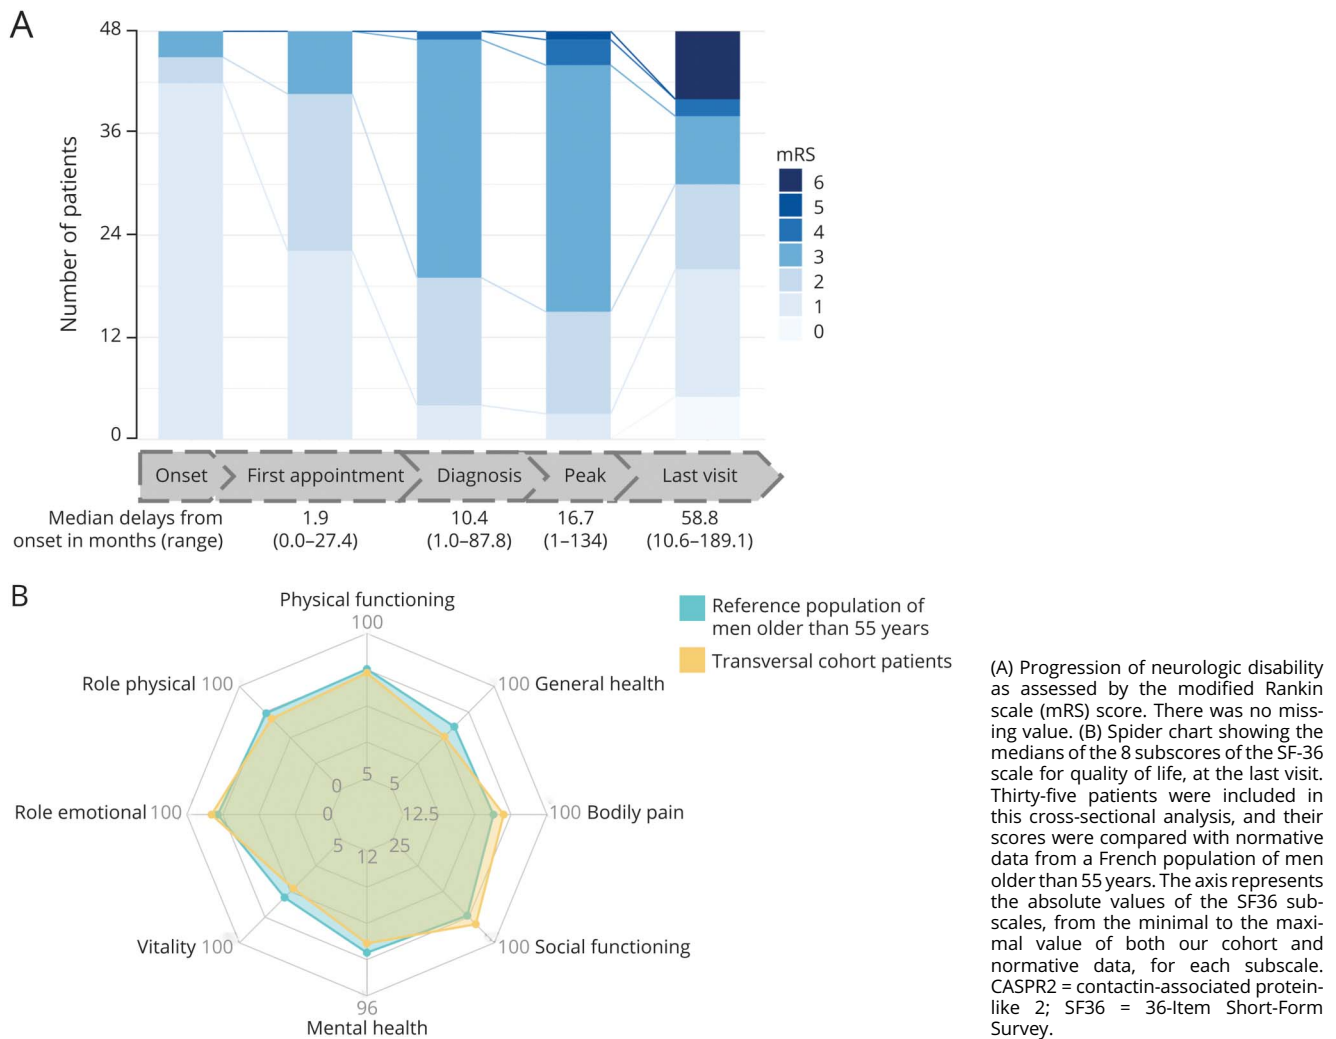 A
48
36
24
12
0
Number of patients
mRS
6
5
4
3
2
1
0
Onset
First appointment
Diagnosis
Peak
Last visit
Median delays from
onset in months (range)
1.9
(0.0–27.4)
10.4
(1.0–87.8)
16.7
(1–134)
58.8
(10.6–189.1)
B
Physical functioning
100
Role physical 100
100 General health
Role emotional 100
100 Bodily pain
Vitality 100
100 Social functioning
96
Mental health
5
0
5
0
12.5
5
12
25
Reference population of
men older than 55 years
Transversal cohort patients
(A) Progression of neurologic disability
as assessed by the modified Rankin
scale (mRS) score. There was no miss-
ing value. (B) Spider chart showing the
medians of the 8 subscores of the SF-36
scale for quality of life, at the last visit.
Thirty-five patients were included in
this cross-sectional analysis, and their
scores were compared with normative
data from a French population of men
older than 55 years. The axis represents
the absolute values of the SF36 sub-
scales, from the minimal to the maxi-
mal value of both our cohort and
normative data, for each subscale.
CASPR2 = contactin-associated protein-
like 2; SF36 = 36-Item Short-Form
Survey.